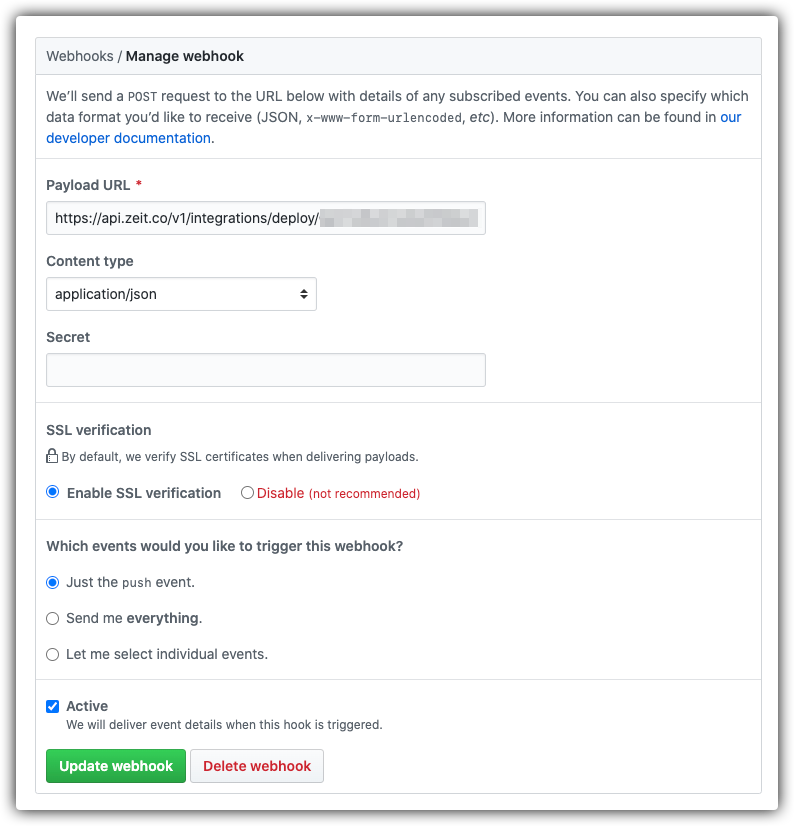 Webhooks / Manage webhook
We’ll send a POST request to the URL below with details of any subscribed events. You can also specify which
data format you’d like to receive (JSON, x-www-form-urlencoded, etc). More information can be found in our
developer documentation.
Payload URL *
https://api.zeit.co/v1/integrations/deploy/
Content type
application/json
Secret
SSL verification
By default, we verify SSL certificates when delivering payloads.
Enable SSL verification Disable (not recommended)
Which events would you like to trigger this webhook?
Just the push event.
Send me everything.
Let me select individual events.
Active
We will deliver event details when this hook is triggered.
Update webhook Delete webhook